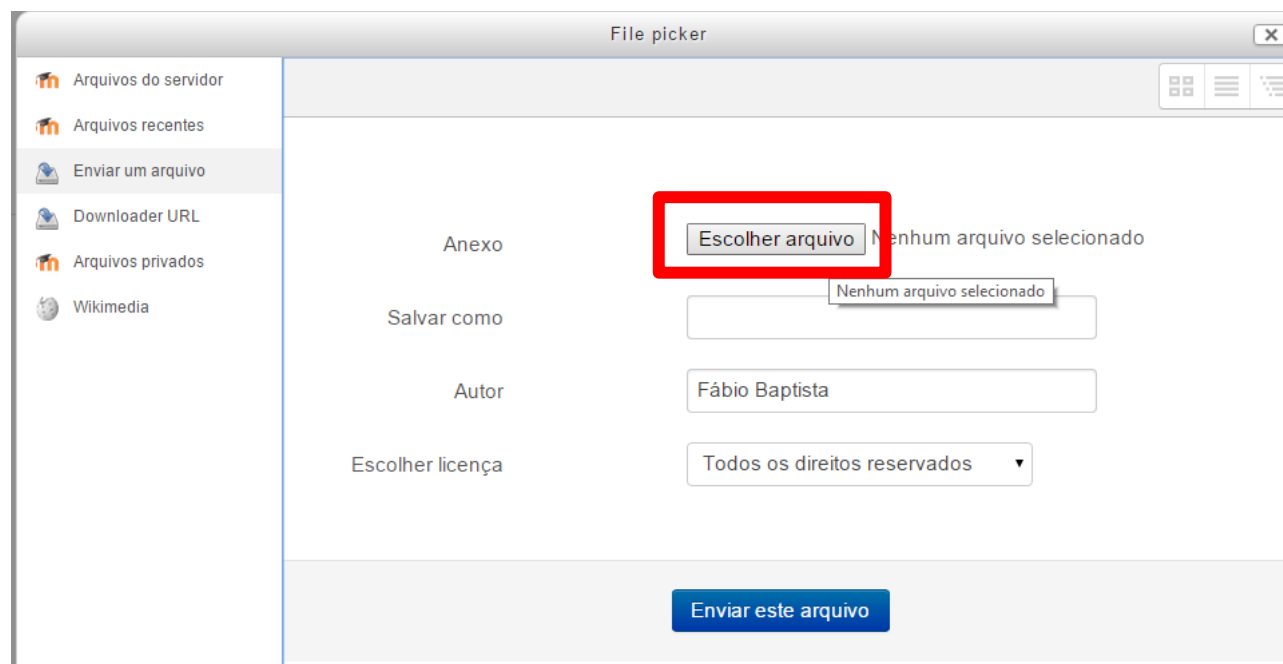 File picker
Arquivos do servidor
Arquivos recentes
Enviar um arquivo
Downloader URL
Arquivos privados
Wikimedia
Anexo
Escolher arquivo Nenhum arquivo selecionado
Nenhum arquivo selecionado
Salvar como
Autor
Fábio Baptista
Escolher licença
Todos os direitos reservados
Enviar este arquivo